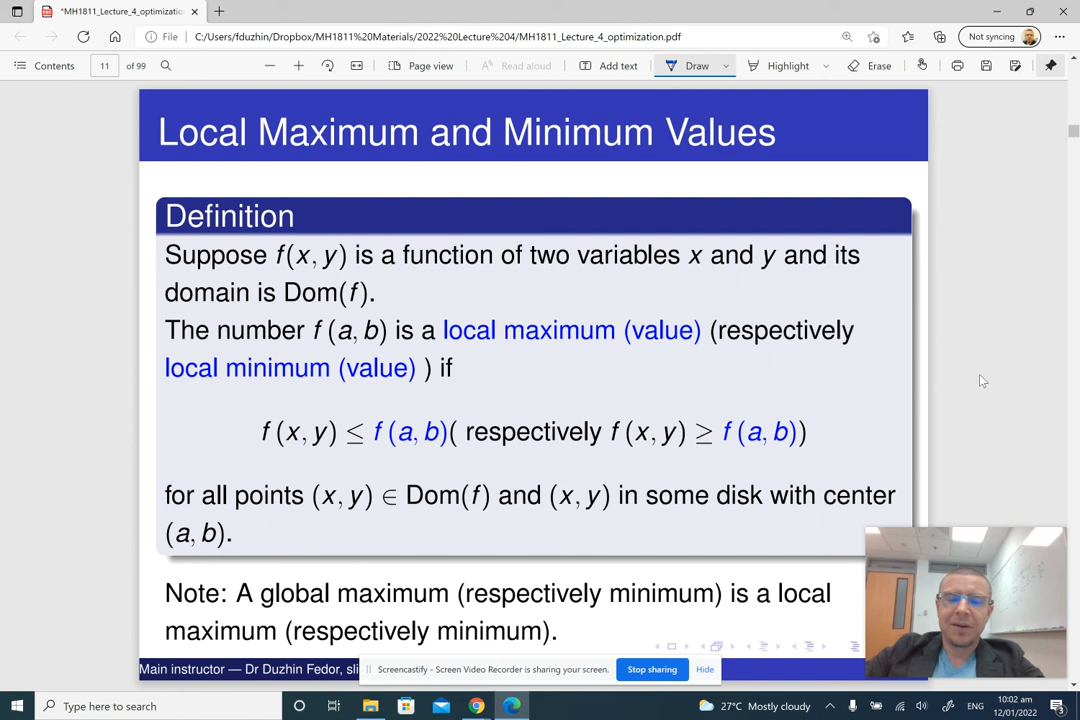 *MH1811_Lecture_4_optimization.p
File C:/Users/fduzhin/Dropbox/MH1811%20Materials/2022%20Lecture%204/MH1811_Lecture_4_optimization.pdf Not syncing
Contents 11 of 99 Page view Read aloud Add text Draw Highlight Erase
Local Maximum and Minimum Values
Definition
Suppose f(x, y) is a function of two variables x and y and its
domain is Dom(f).
The number f (a, b) is a local maximum (value) (respectively
local minimum (value) ) if
f (x, y) ≤ f (a, b)( respectively f (x, y) ≥ f (a, b))
for all points (x, y) ∈ Dom(f) and (x, y) in some disk with center
(a, b).
Note: A global maximum (respectively minimum) is a local
maximum (respectively minimum).
Main instructor — Dr Duzhin Fedor, sli
Screencastify - Screen Video Recorder is sharing your screen. Stop sharing Hide
Type here to search 27°C Mostly cloudy ENG 10:02 am
12/01/2022 3